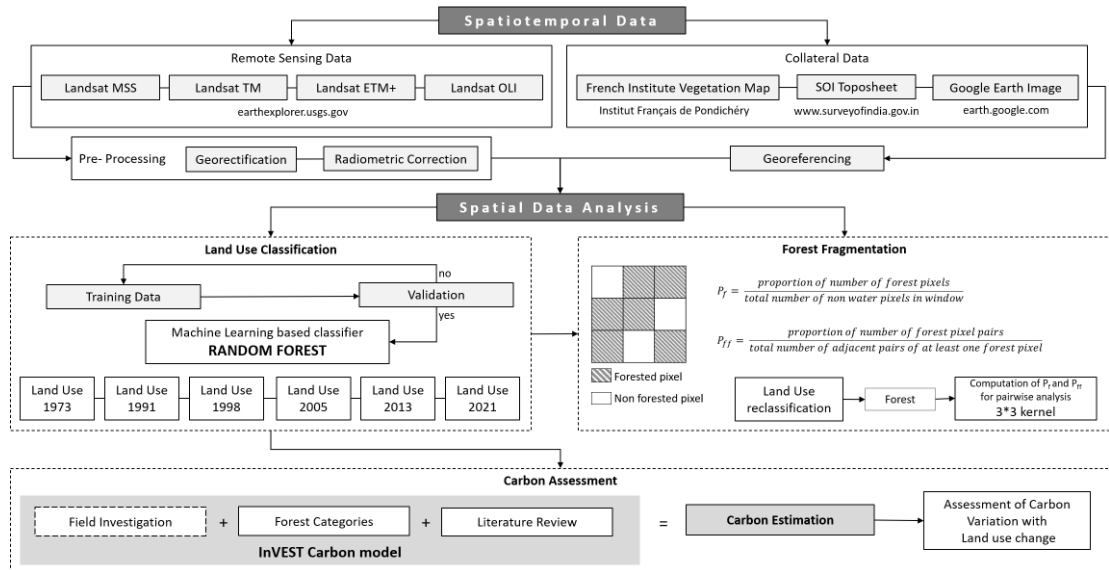 Spatiotemporal Data
Remote Sensing Data
Landsat MSS
Landsat TM
Landsat ETM+
Landsat OLI
earthexplorer.usgs.gov
Collateral Data
French Institute Vegetation Map
SOI Toposheet
Google Earth Image
Institut Français de Pondichéry
www.surveyofindia.gov.in
earth.google.com
Pre- Processing
Georectification
Radiometric Correction
Georeferencing
Spatial Data Analysis
Land Use Classification
no
Training Data
Validation
yes
Machine Learning based classifier
RANDOM FOREST
Land Use
1973
Land Use
1991
Land Use
1998
Land Use
2005
Land Use
2013
Land Use
2021
Forest Fragmentation
P_f = proportion of number of forest pixels
total number of non water pixels in window
P_ff = proportion of number of forest pixel pairs
total number of adjacent pairs of at least one forest pixel
Forested pixel
Non forested pixel
Land Use
reclassification
Forest
Computation of P_f and P_ff
for pairwise analysis
3*3 kernel
Carbon Assessment
Field Investigation + Forest Categories + Literature Review = Carbon Estimation
InVEST Carbon model
Assessment of Carbon
Variation with
Land use change